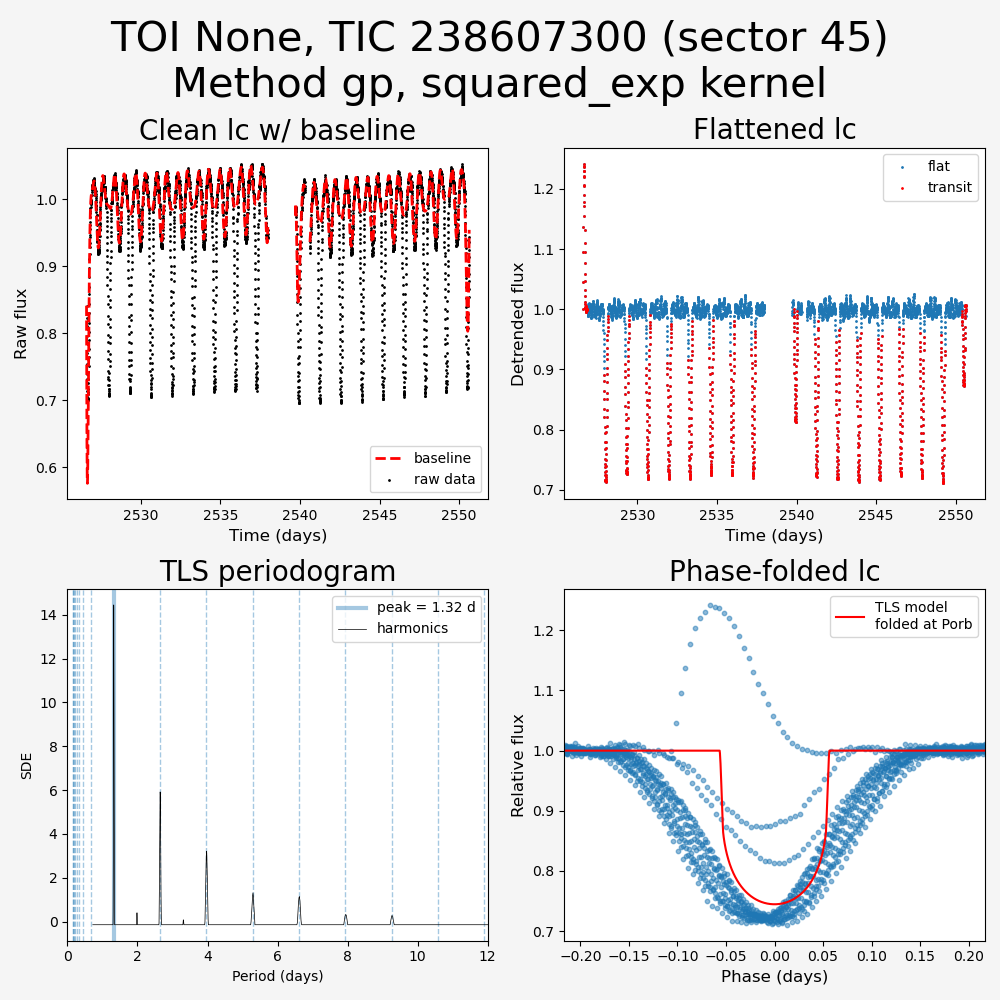 TOI None, TIC 238607300 (sector 45)
Method gp, squared_exp kernel
Clean lc w/ baseline
Raw flux
1.0
0.9
0.8
0.7
0.6
baseline
raw data
2530
2535
2540
2545
2550
Time (days)
Flattened lc
Detrended flux
1.2
1.1
1.0
0.9
0.8
0.7
flat
transit
2530
2535
2540
2545
2550
Time (days)
TLS periodogram
SDE
14
12
10
8
6
4
2
0
peak = 1.32 d
harmonics
0
2
4
6
8
10
12
Period (days)
Phase-folded lc
Relative flux
1.2
1.1
1.0
0.9
0.8
0.7
TLS model
folded at Porb
−0.20
−0.15
−0.10
−0.05
0.00
0.05
0.10
0.15
0.20
Phase (days)